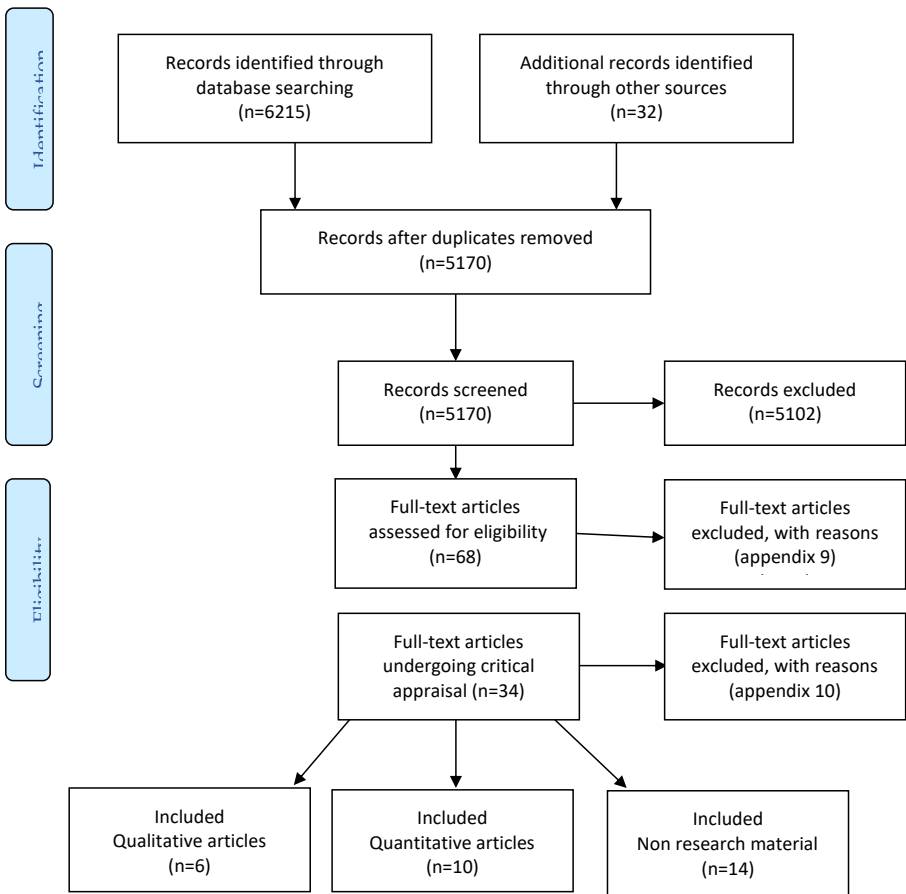 Identification
Records identified through
database searching
(n=6215)
Additional records identified
through other sources
(n=32)
Records after duplicates removed
(n=5170)
Screening
Records screened
(n=5170)
Records excluded
(n=5102)
Eligibility
Full-text articles
assessed for eligibility
(n=68)
Full-text articles
excluded, with reasons
(appendix 9)
Full-text articles
undergoing critical
appraisal (n=34)
Full-text articles
excluded, with reasons
(appendix 10)
Included
Qualitative articles
(n=6)
Included
Quantitative articles
(n=10)
Included
Non research material
(n=14)